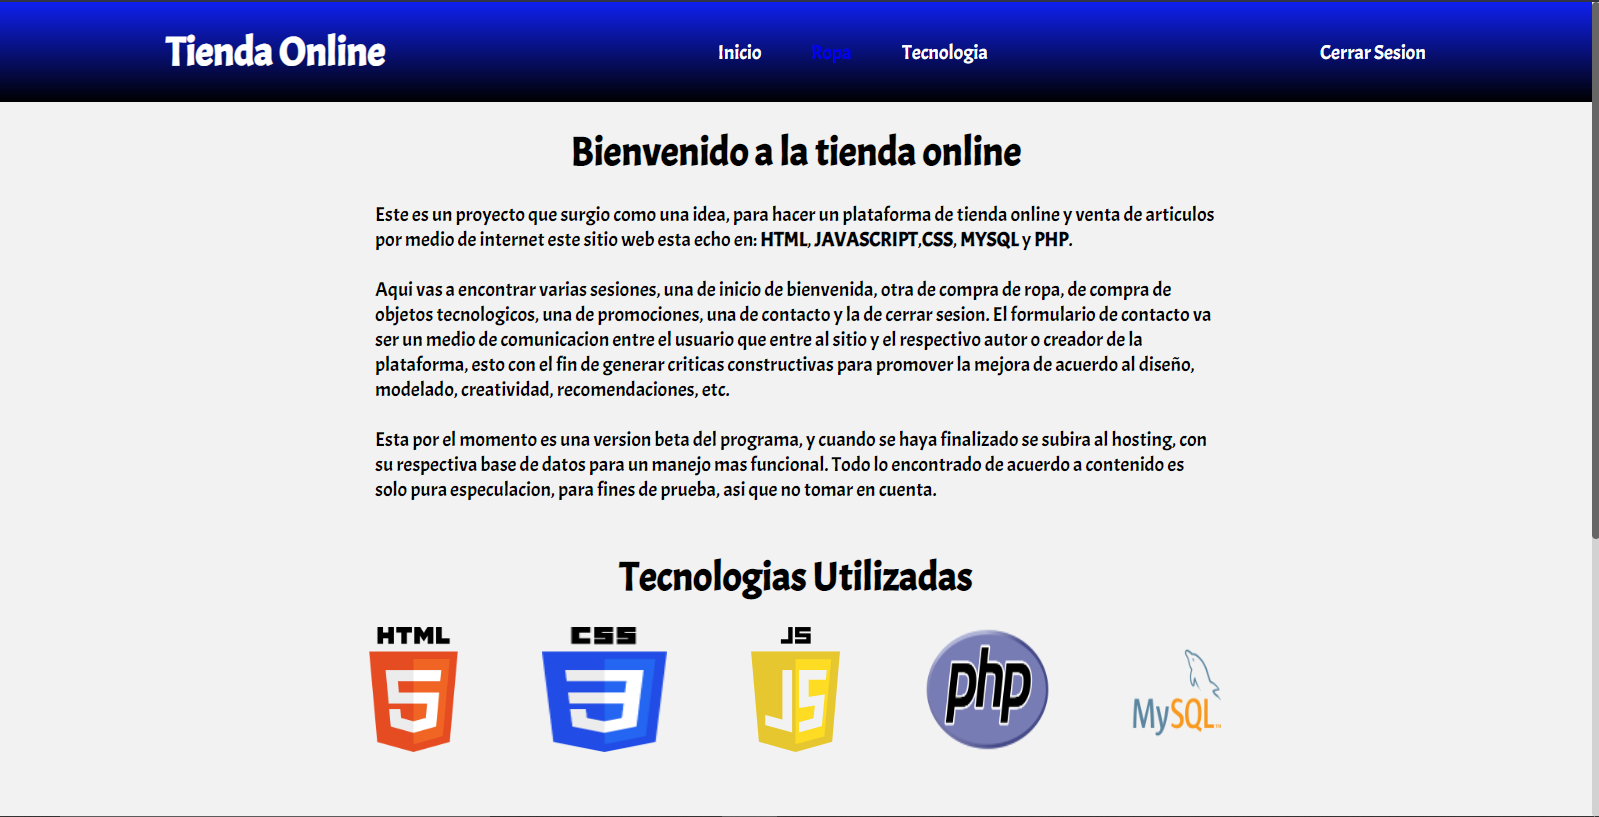 Tienda Online
Inicio Ropa Tecnologia Cerrar Sesion
Bienvenido a la tienda online
Este es un proyecto que surgio como una idea, para hacer un plataforma de tienda online y venta de articulos
por medio de internet este sitio web esta echo en: HTML, JAVASCRIPT,CSS, MYSQL y PHP.
Aqui vas a encontrar varias sesiones, una de inicio de bienvenida, otra de compra de ropa, de compra de
objetos tecnologicos, una de promociones, una de contacto y la de cerrar sesion. El formulario de contacto va
ser un medio de comunicacion entre el usuario que entre al sitio y el respectivo autor o creador de la
plataforma, esto con el fin de generar criticas constructivas para promover la mejora de acuerdo al diseño,
modelado, creatividad, recomendaciones, etc.
Esta por el momento es una version beta del programa, y cuando se haya finalizado se subira al hosting, con
su respectiva base de datos para un manejo mas funcional. Todo lo encontrado de acuerdo a contenido es
solo pura especulacion, para fines de prueba, asi que no tomar en cuenta.
Tecnologias Utilizadas
HTML CSS JS
5 3 JS php MySQL™